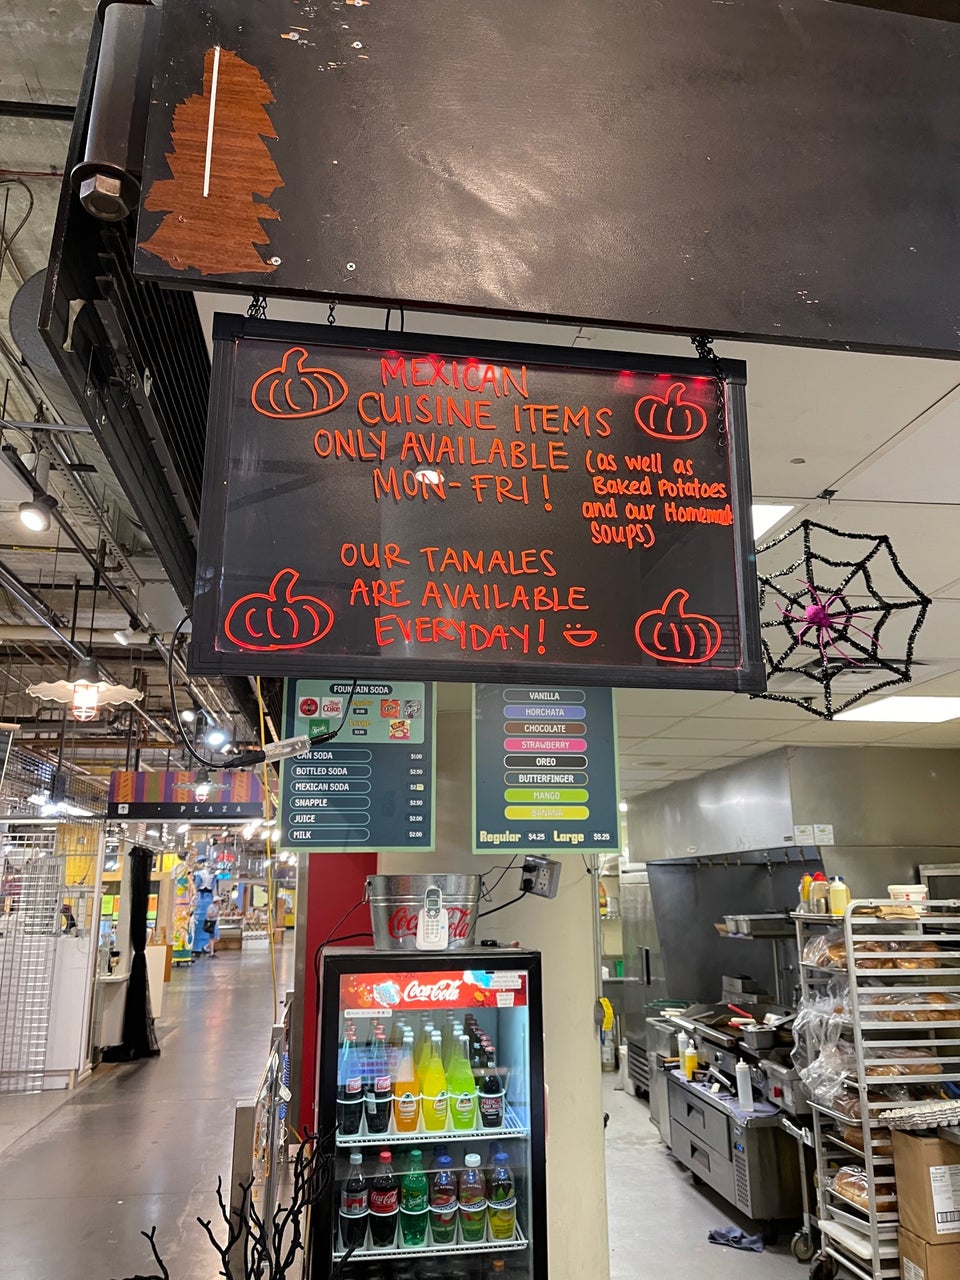 MEXICAN
CUISINE ITEMS
ONLY AVAILABLE
MON-FRI!
(as well as
Baked Potatoes
and our Homemade
Soups)
OUR TAMALES
ARE AVAILABLE
EVERYDAY!
FOUNTAIN SODA
CAN SODA $1.00
BOTTLED SODA $2.50
MEXICAN SODA
SNAPPLE $2.50
JUICE $2.00
MILK $2.00
VANILLA
HORCHATA
CHOCOLATE
STRAWBERRY
OREO
BUTTERFINGER
MANGO
BANANA
Regular $4.25 Large $5.25
PLAZA
Coca-Cola
Coca-Cola